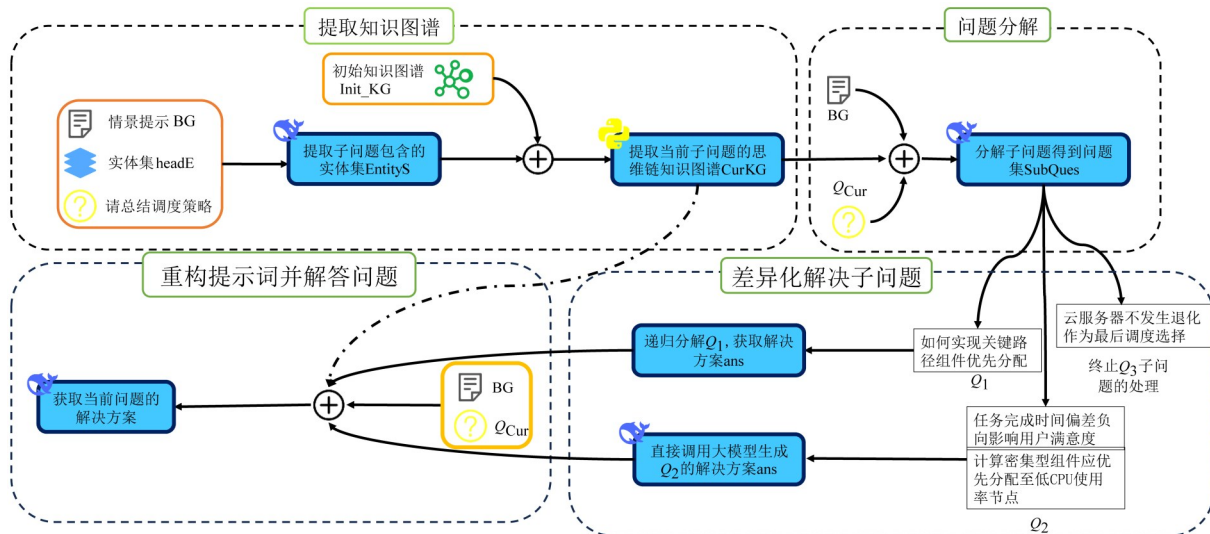 提取知识图谱
初始知识图谱
Init_KG
情景提示 BG
实体集headE
请总结调度策略
提取子问题包含的
实体集EntityS
提取当前子问题的思
维链知识图谱CurKG
问题分解
BG
QCur
分解子问题得到问题
集SubQues
重构提示词并解答问题
获取当前问题的
解决方案
BG
QCur
差异化解决子问题
递归分解Q1, 获取解决
方案ans
如何实现关键路
径组件优先分配
Q1
云服务器不发生退化
作为最后调度选择
终止Q3子问
题的处理
直接调用大模型生成
Q2的解决方案ans
任务完成时间偏差负
向影响用户满意度
计算密集型组件应优
先分配至低CPU使用
率节点
Q2